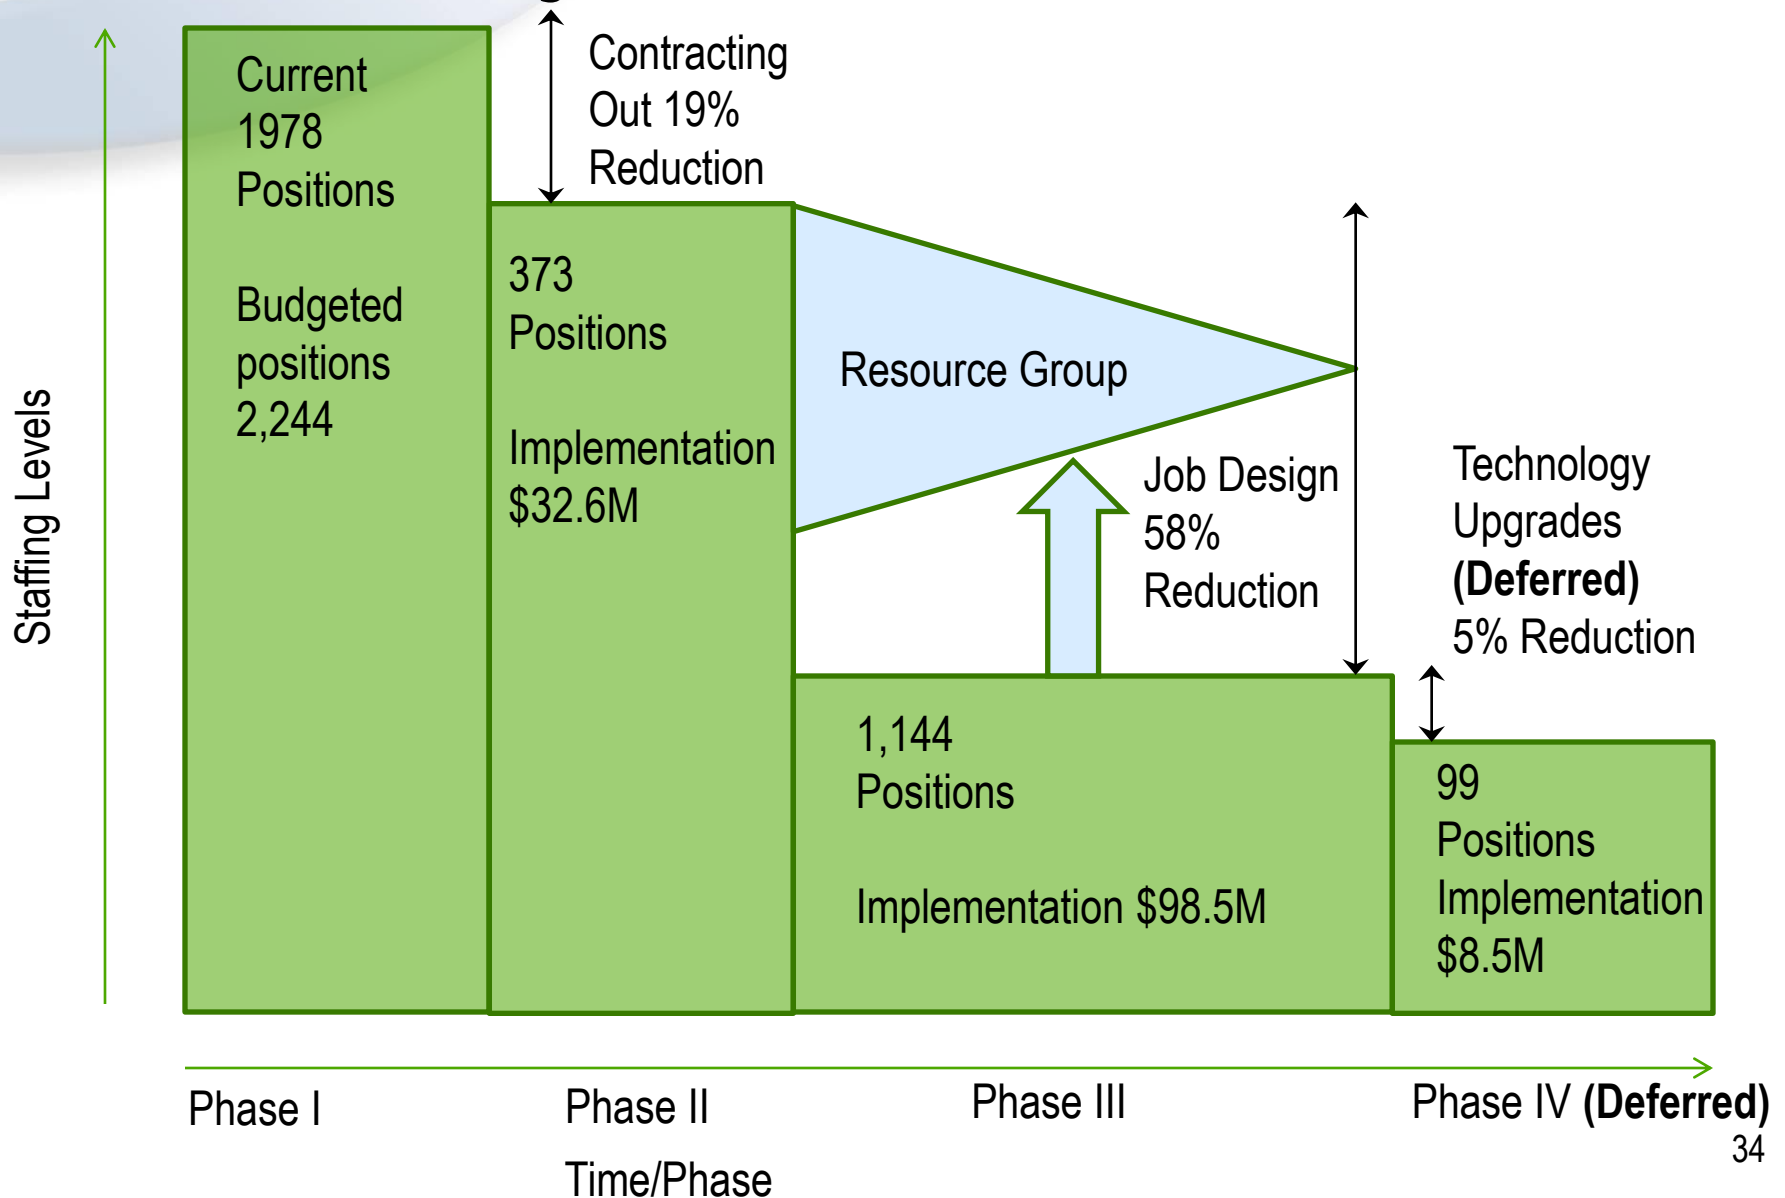 Current
1978
Positions
Budgeted
positions
2,244
Contracting
Out 19%
Reduction
373
Positions
Implementation
$32.6M
Resource Group
Job Design
58%
Reduction
Technology
Upgrades
(Deferred)
5% Reduction
1,144
Positions
Implementation $98.5M
99
Positions
Implementation
$8.5M
Staffing Levels
Phase I
Phase II
Phase III
Phase IV (Deferred)
Time/Phase
34